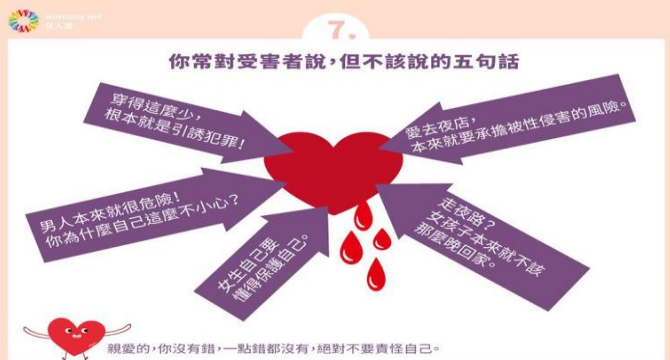 womany.net
女人迷
7.
你常對受害者說，但不該說的五句話
穿得這麼少，
根本就是引誘犯罪！
愛去夜店，
本來就要承擔被性侵害的風險。
男人本來就很危險！
你為什麼自己這麼不小心？
女生自己要
懂得保護自己。
走夜路？
女孩子本來就不該
那麼晚回家。
親愛的，你沒有錯，一點錯都沒有，絕對不要責怪自己。